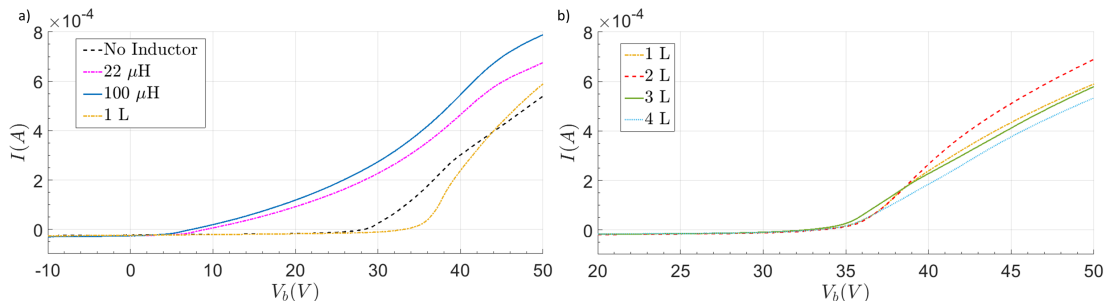 a)
×10⁻⁴
8
6
4
2
0
I(A)
No Inductor
22 μH
100 μH
1 L
-10 0 10 20 30 40 50
V_b(V)
b)
×10⁻⁴
8
6
4
2
0
I(A)
1 L
2 L
3 L
4 L
20 25 30 35 40 45 50
V_b(V)